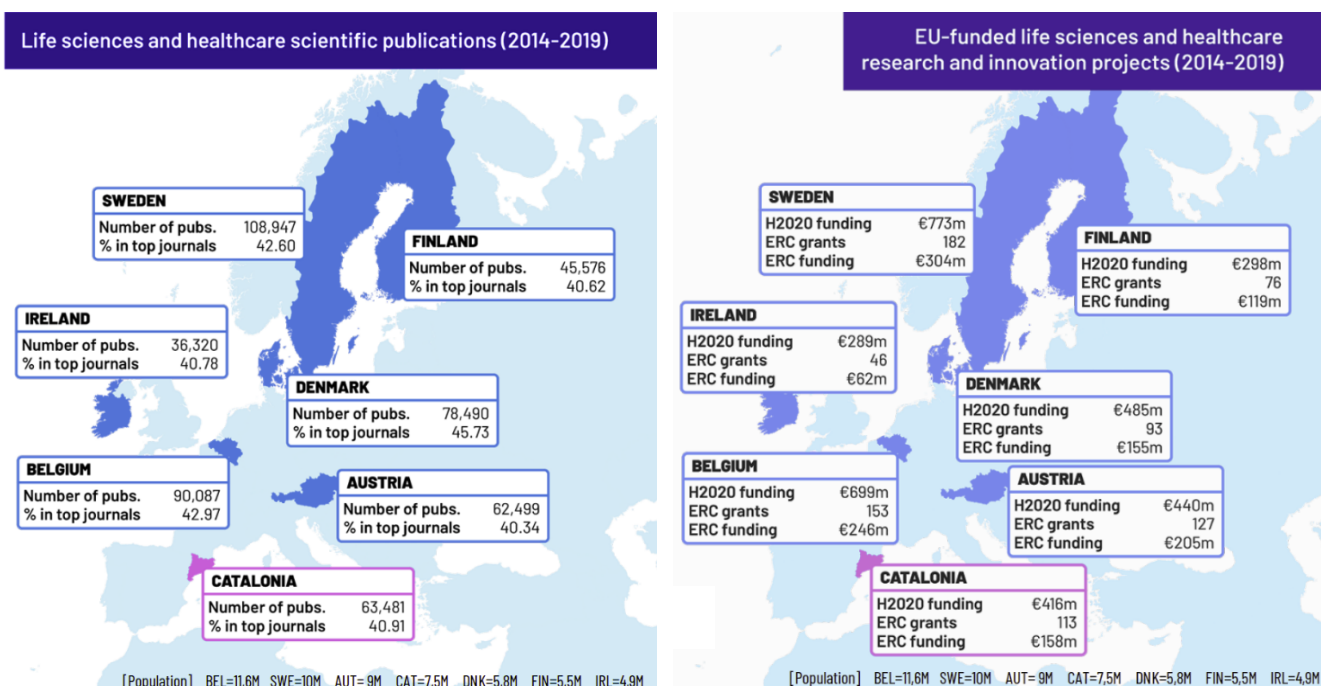 Life sciences and healthcare scientific publications (2014-2019)
SWEDEN
Number of pubs. 108,947
% in top journals 42.60
FINLAND
Number of pubs. 45,576
% in top journals 40.62
IRELAND
Number of pubs. 36,320
% in top journals 40.78
DENMARK
Number of pubs. 78,490
% in top journals 45.73
BELGIUM
Number of pubs. 90,087
% in top journals 42.97
AUSTRIA
Number of pubs. 62,499
% in top journals 40.34
CATALONIA
Number of pubs. 63,481
% in top journals 40.91
[Population] BEL=11,6M SWE=10M AUT= 9M CAT=7,5M DNK=5,8M FIN=5,5M IRL=4,9M
EU-funded life sciences and healthcare
research and innovation projects (2014-2019)
SWEDEN
H2020 funding €773m
ERC grants 182
ERC funding €304m
FINLAND
H2020 funding €298m
ERC grants 76
ERC funding €119m
IRELAND
H2020 funding €289m
ERC grants 46
ERC funding €62m
DENMARK
H2020 funding €485m
ERC grants 93
ERC funding €155m
BELGIUM
H2020 funding €699m
ERC grants 153
ERC funding €246m
AUSTRIA
H2020 funding €440m
ERC grants 127
ERC funding €205m
CATALONIA
H2020 funding €416m
ERC grants 113
ERC funding €158m
[Population] BEL=11,6M SWE=10M AUT= 9M CAT=7,5M DNK=5,8M FIN=5,5M IRL=4,9M